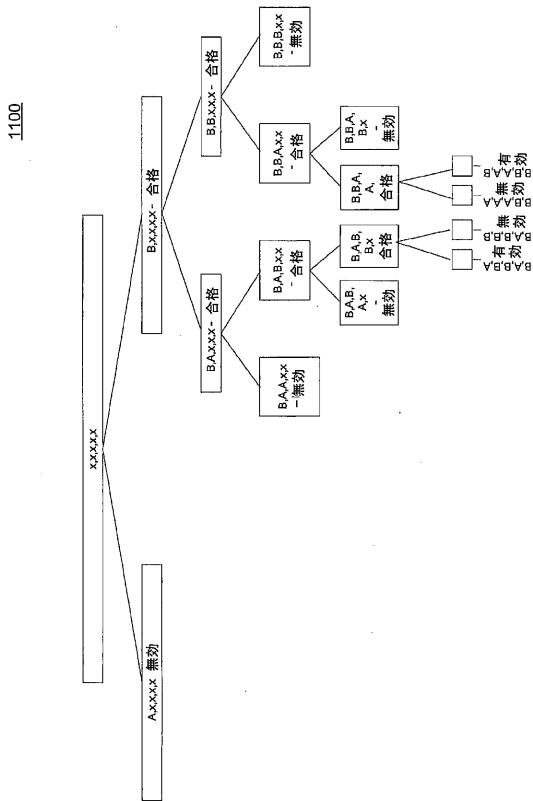 1100
x,x,x,x,x
A,x,x,x,x 無効
B,x,x,x,x - 合格
B,A,x,x,x - 合格
B,B,x,x,x - 合格
B,A,A,x,x
- 無効
B,A,B,x,x
- 合格
B,B,A,x,x
- 合格
B,B,B,x,x
- 無効
B,A,B,
A,x
-
無効
B,A,B,
B,x
合格
B,B,A,
A,
合格
B,B,A,
B,x
-
無効
有効
B,A,B,B,A
無効
B,A,B,B,B
無効
B,B,A,A,A
有効
B,B,A,A,B